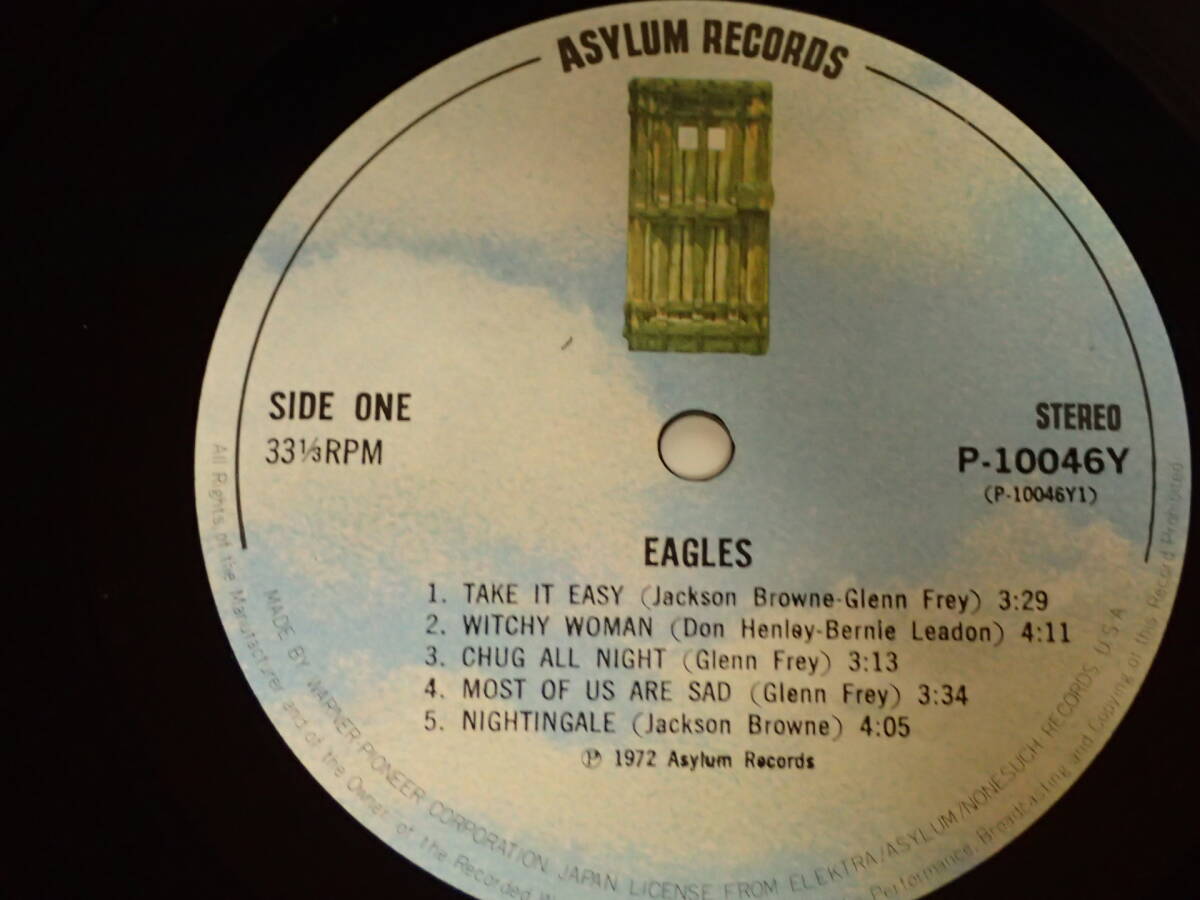 ASYLUM RECORDS
SIDE ONE
33⅓RPM
STEREO
P-10046Y
(P-10046Y1)
EAGLES
1. TAKE IT EASY (Jackson Browne-Glenn Frey) 3:29
2. WITCHY WOMAN (Don Henley-Bernie Leadon) 4:11
3. CHUG ALL NIGHT (Glenn Frey) 3:13
4. MOST OF US ARE SAD (Glenn Frey) 3:34
5. NIGHTINGALE (Jackson Browne) 4:05
Ⓟ 1972 Asylum Records
MADE BY WARNER-PIONEER CORPORATION, JAPAN LICENSE FROM ELEKTRA/ASYLUM/NONESUCH RECORDS U.S.A.
All Rights of the Manufacturer and of the Owner of the Recorded
Performance, Broadcasting and Copying of this Record Prohibited